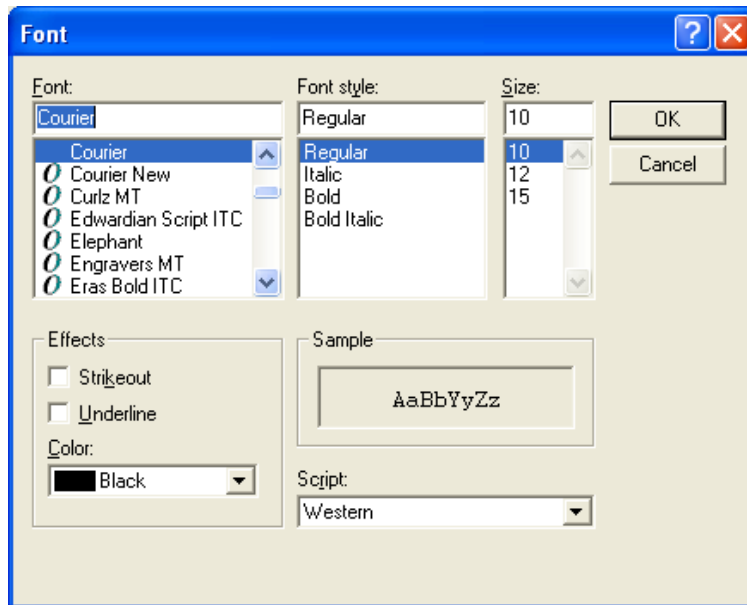 Font
Font:
Courier
Courier
Courier New
Curlz MT
Edwardian Script ITC
Elephant
Engravers MT
Eras Bold ITC
Font style:
Regular
Regular
Italic
Bold
Bold Italic
Size:
10
10
12
15
OK
Cancel
Effects
Strikeout
Underline
Color:
Black
Sample
AaBbYyZz
Script:
Western